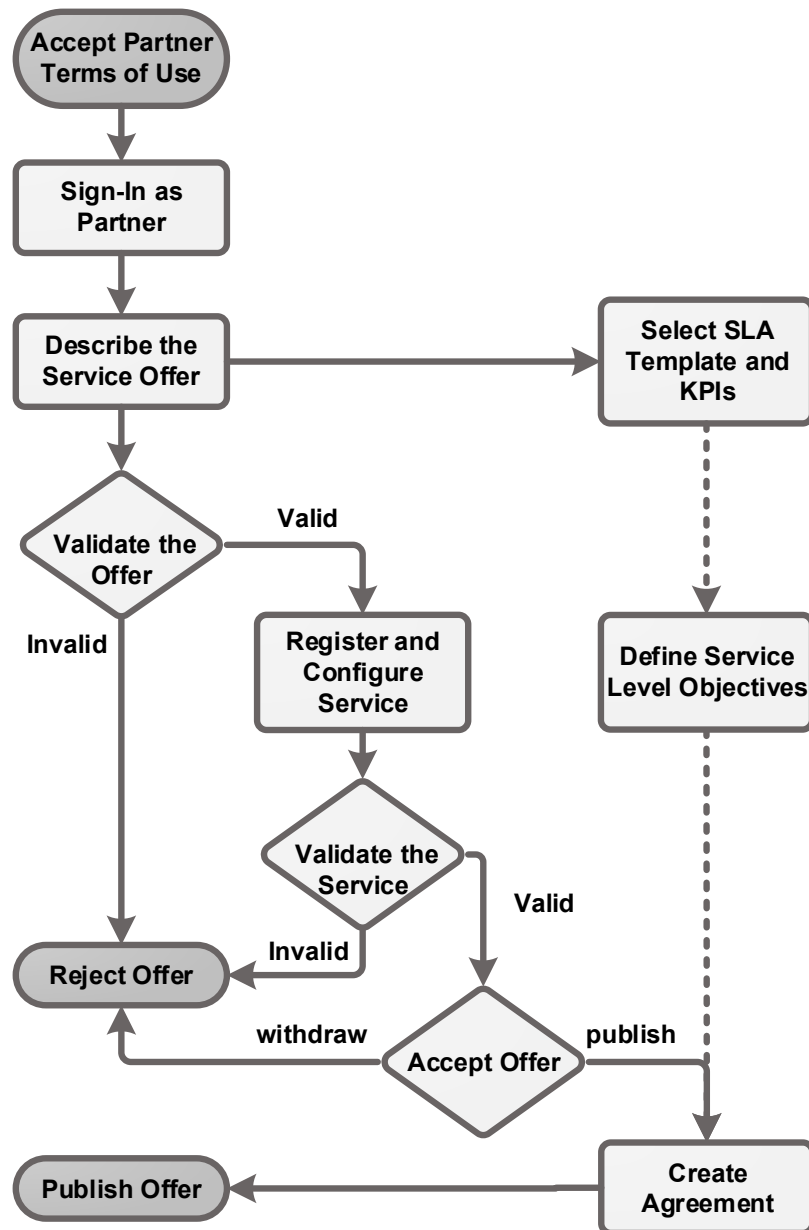 Accept Partner
Terms of Use
Sign-In as
Partner
Describe the
Service Offer
Select SLA
Template and
KPIs
Validate the
Offer
Valid
Invalid
Register and
Configure
Service
Define Service
Level Objectives
Validate the
Service
Valid
Invalid
Reject Offer
withdraw
Accept Offer
publish
Publish Offer
Create
Agreement